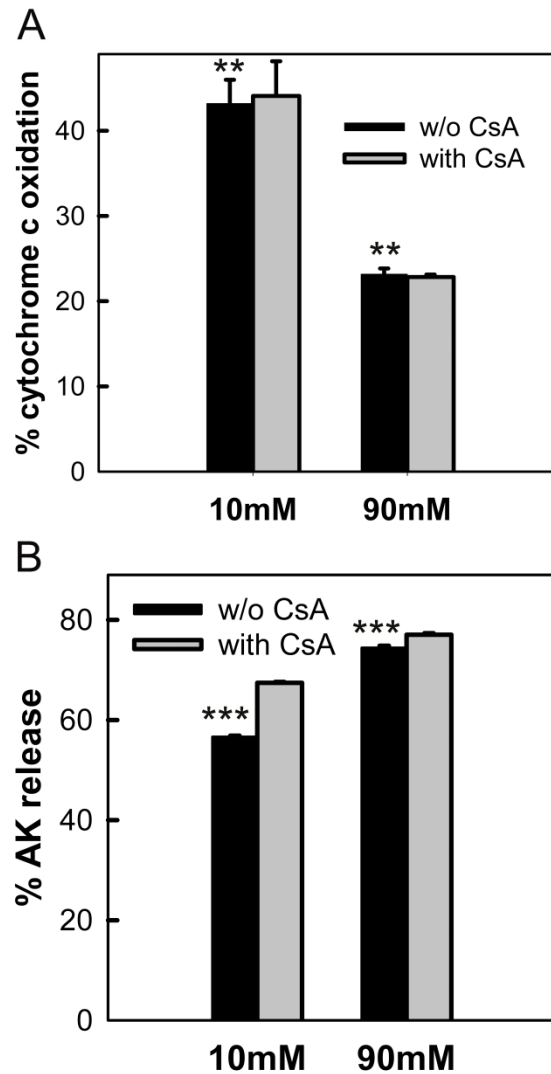 A
% cytochrome c oxidation
40
30
20
10
0
**
**
w/o CsA
with CsA
10mM
90mM
B
% AK release
80
60
40
20
0
w/o CsA
with CsA
***
***
10mM
90mM